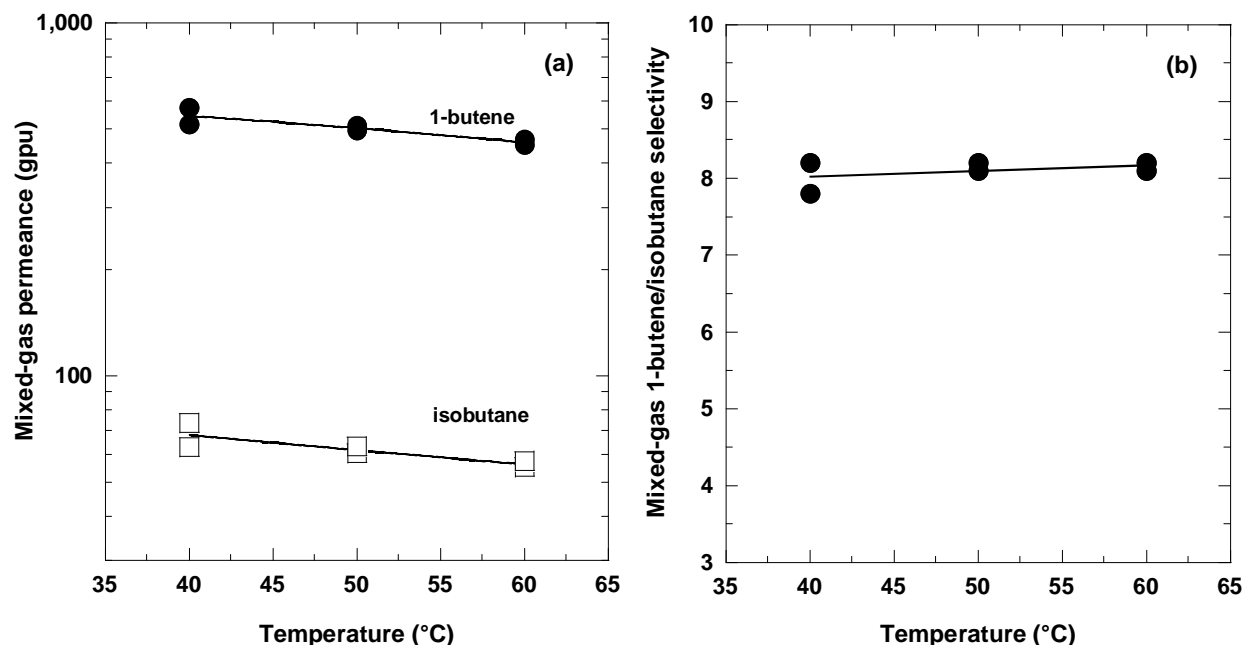 1,000
(a)
1-butene
100
isobutane
35 40 45 50 55 60 65
Temperature (°C)
Mixed-gas permeance (gpu)
10
9
8
7
6
5
4
3
(b)
35 40 45 50 55 60 65
Temperature (°C)
Mixed-gas 1-butene/isobutane selectivity